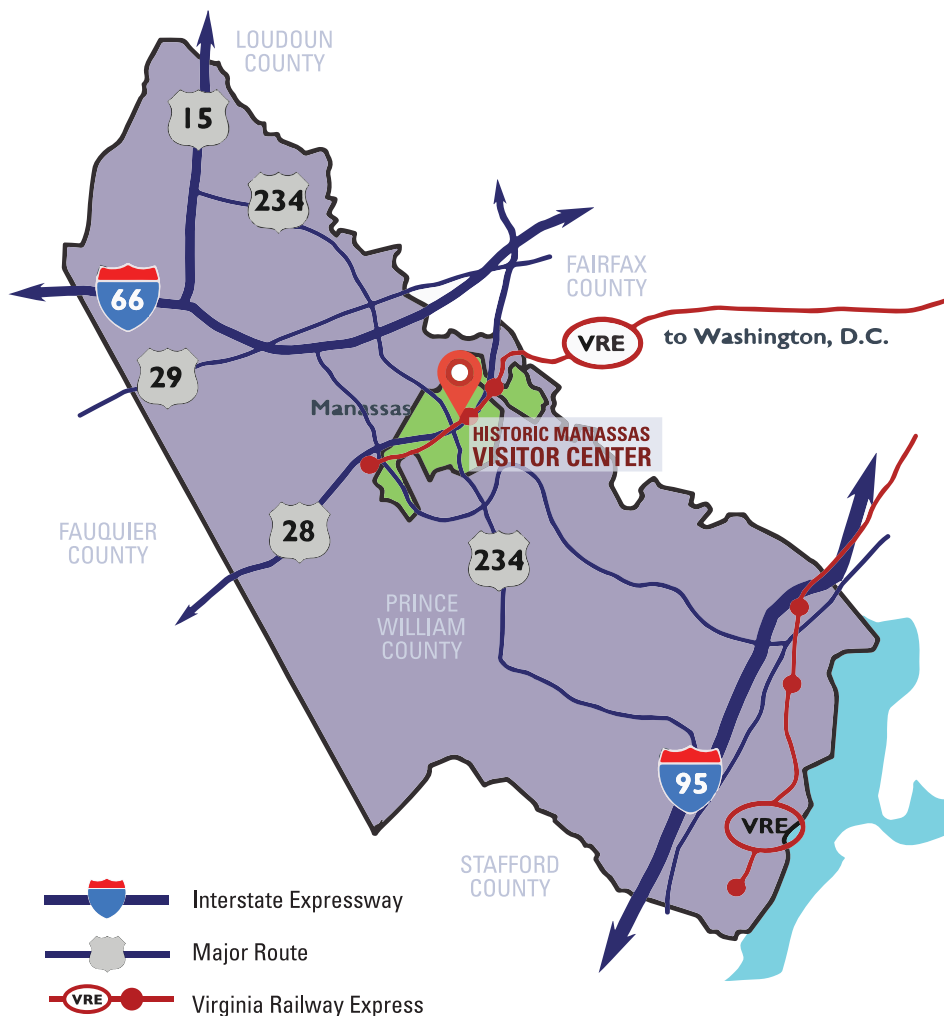 LOUDOUN
COUNTY
15
234
FAIRFAX
COUNTY
66
VRE
to Washington, D.C.
29
Manassas
HISTORIC MANASSAS
VISITOR CENTER
FAUQUIER
COUNTY
28
234
PRINCE
WILLIAM
COUNTY
95
VRE
STAFFORD
COUNTY
Interstate Expressway
Major Route
VRE Virginia Railway Express